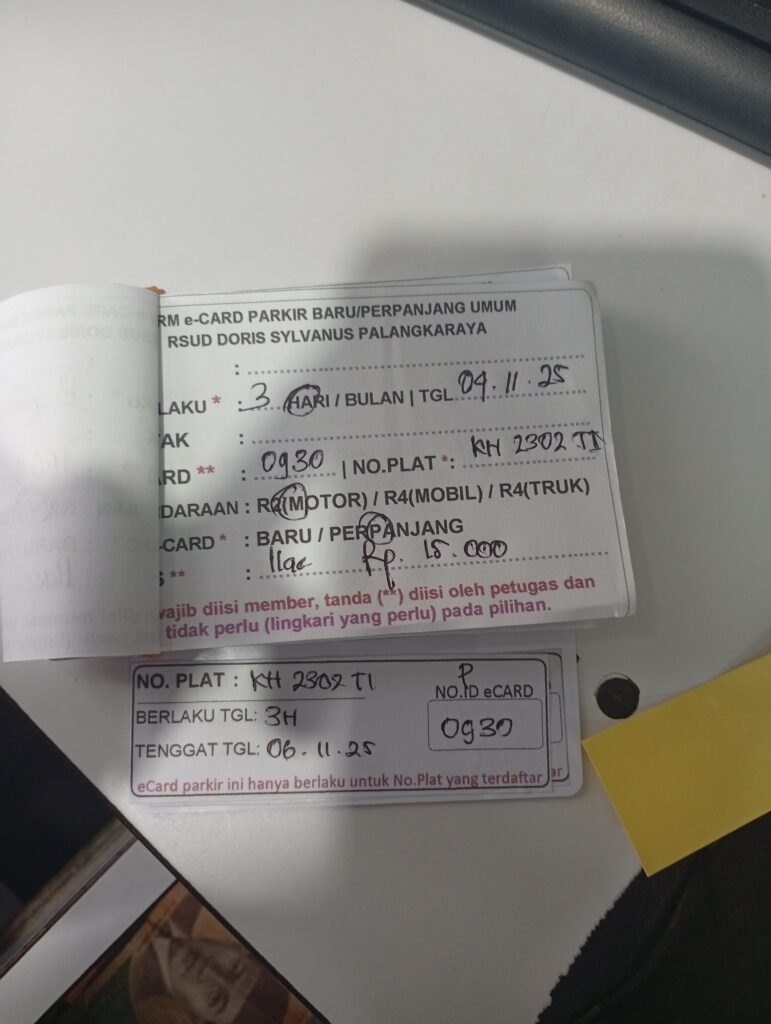 RM e-CARD PARKIR BARU/PERPANJANG UMUM
RSUD DORIS SYLVANUS PALANGKARAYA
:
LAKU * : 3 HARI / BULAN | TGL 04.11.25
AK :
RD ** : 0930 | NO.PLAT *: KH 2302 TI
DARAAN : R2(MOTOR) / R4(MOBIL) / R4(TRUK)
-CARD * : BARU / PERPANJANG
S ** : Ilae Rp. 15.000
wajib diisi member, tanda (**) diisi oleh petugas dan
tidak perlu (lingkari yang perlu) pada pilihan.
NO. PLAT : KH 2302 TI
P
NO.ID eCARD
BERLAKU TGL: 3H
0930
TENGGAT TGL: 06.11.25
eCard parkir ini hanya berlaku untuk No.Plat yang terdaftar
ar